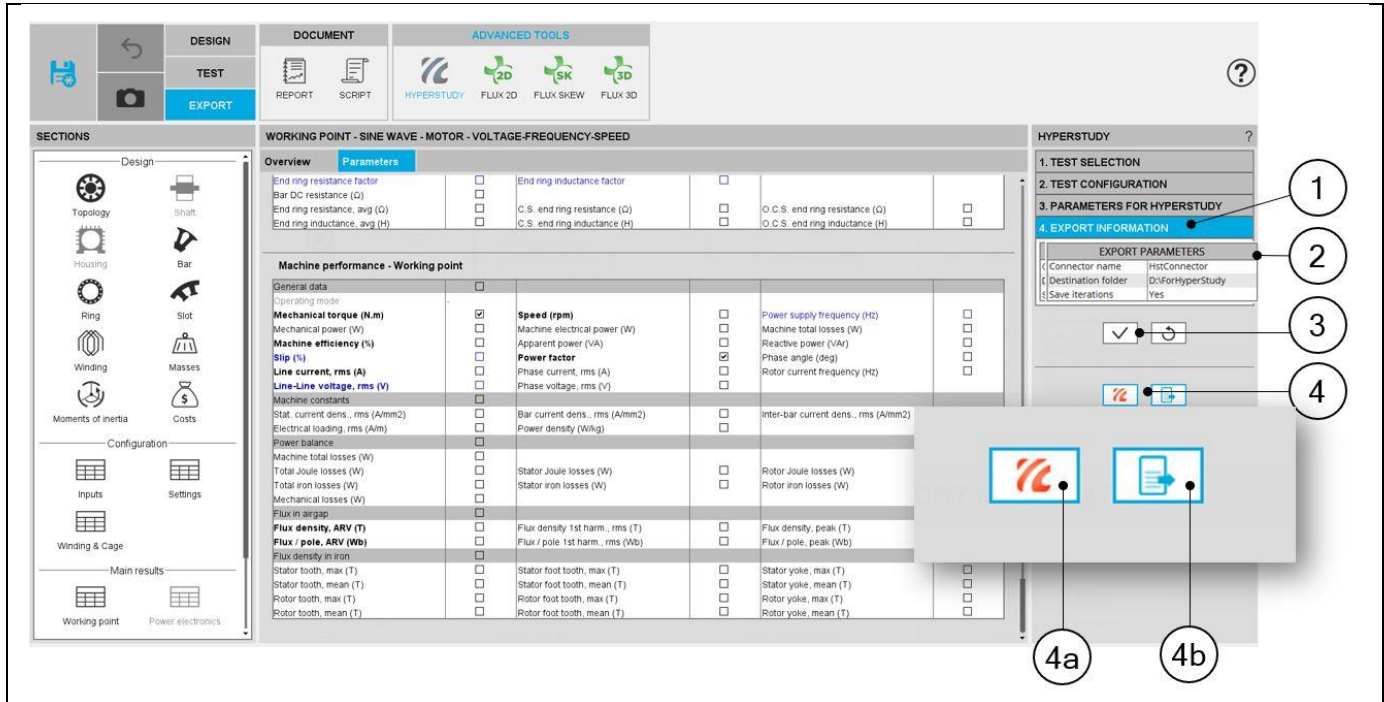 DESIGN
TEST
EXPORT
DOCUMENT
REPORT
SCRIPT
ADVANCED TOOLS
HYPERSTUDY
2D
FLUX 2D
SK
FLUX SKEW
3D
FLUX 3D
?
SECTIONS
Design
Topology
Shaft
Housing
Bar
Ring
Slot
Winding
Masses
Moments of inertia
Costs
Configuration
Inputs
Settings
Winding & Cage
Main results
Working point
Power electronics
WORKING POINT - SINE WAVE - MOTOR - VOLTAGE-FREQUENCY-SPEED
Overview Parameters
End ring resistance factor End ring inductance factor
Bar DC resistance (Ω)
End ring resistance, avg (Ω) C.S. end ring resistance (Ω) O.C.S. end ring resistance (Ω)
End ring inductance, avg (H) C.S. end ring inductance (H) O.C.S. end ring inductance (H)
Machine performance - Working point
General data
Operating mode -
Mechanical torque (N.m) Speed (rpm) Power supply frequency (Hz)
Mechanical power (W) Machine electrical power (W) Machine total losses (W)
Machine efficiency (%) Apparent power (VA) Reactive power (VAr)
Slip (%) Power factor Phase angle (deg)
Line current, rms (A) Phase current, rms (A) Rotor current frequency (Hz)
Line-Line voltage, rms (V) Phase voltage, rms (V)
Machine constants
Stat. current dens., rms (A/mm2) Bar current dens., rms (A/mm2) Inter-bar current dens., rms (A/mm2)
Electrical loading, rms (A/m) Power density (W/kg)
Power balance
Machine total losses (W)
Total Joule losses (W) Stator Joule losses (W) Rotor Joule losses (W)
Total iron losses (W) Stator iron losses (W) Rotor iron losses (W)
Mechanical losses (W)
Flux in airgap
Flux density, ARV (T) Flux density 1st harm., rms (T) Flux density, peak (T)
Flux / pole, ARV (Wb) Flux / pole 1st harm., rms (Wb) Flux / pole, peak (Wb)
Flux density in iron
Stator tooth, max (T) Stator foot tooth, max (T) Stator yoke, max (T)
Stator tooth, mean (T) Stator foot tooth, mean (T) Stator yoke, mean (T)
Rotor tooth, max (T) Rotor foot tooth, max (T) Rotor yoke, max (T)
Rotor tooth, mean (T) Rotor foot tooth, mean (T) Rotor yoke, mean (T)
HYPERSTUDY ?
1. TEST SELECTION
2. TEST CONFIGURATION
3. PARAMETERS FOR HYPERSTUDY
4. EXPORT INFORMATION
EXPORT PARAMETERS
Connector name HstConnector
Destination folder D:\ForHyperStudy
Save iterations Yes
1
2
3
4
4a
4b